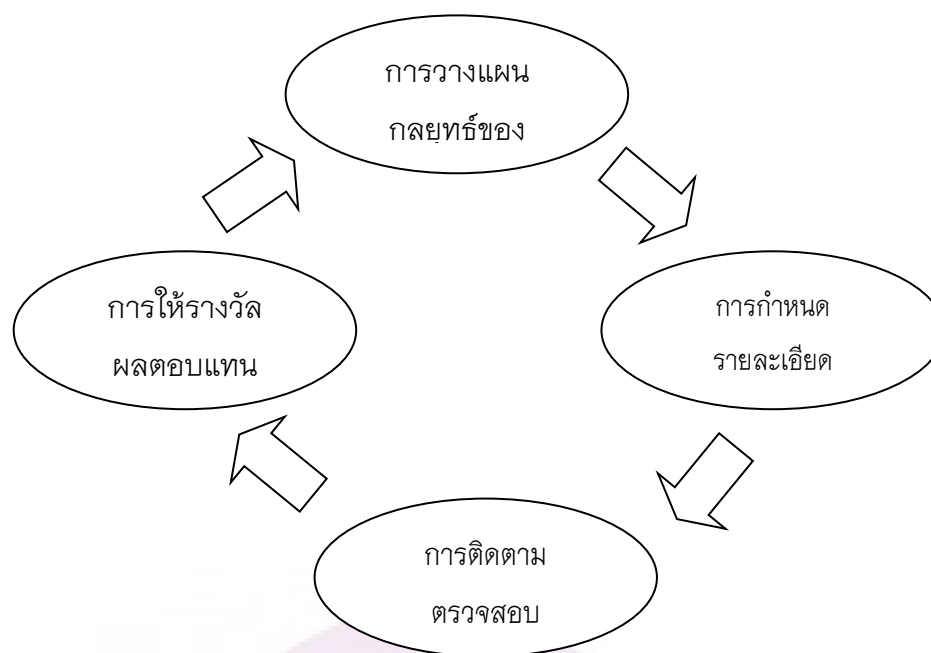 การวางแผน
กลยุทธ์ของ
การกำหนด
รายละเอียด
การติดตาม
ตรวจสอบ
การให้รางวัล
ผลตอบแทน